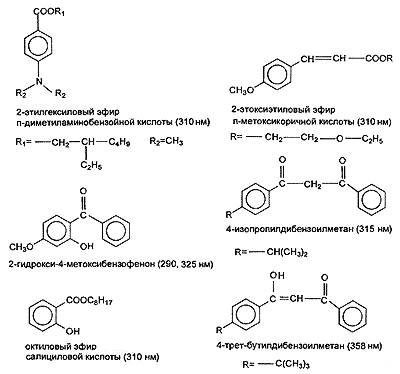 COOR₁
N
R₂ R₂
2-этилгексиловый эфир
п-диметиламинобензойной кислоты (310 нм)
R₁= —CH₂—CH—C₄H₉ R₂=CH₃
C₂H₅
CH₃O
CH=CH—COOR
2-этоксиэтиловый эфир
п-метоксикоричной кислоты (310 нм)
R= —CH₂—CH₂—O—C₂H₅
O
C
CH₃O OH
2-гидрокси-4-метоксибензофенон (290, 325 нм)
O O
C CH₂ C
R
4-изопропилдибензоилметан (315 нм)
R= —CH(CH₃)₂
COOC₈H₁₇
OH
октиловый эфир
салициловой кислоты (310 нм)
OH O
C=CH—C
R
4-трет-бутилдибензоилметан (358 нм)
R= —C(CH₃)₃